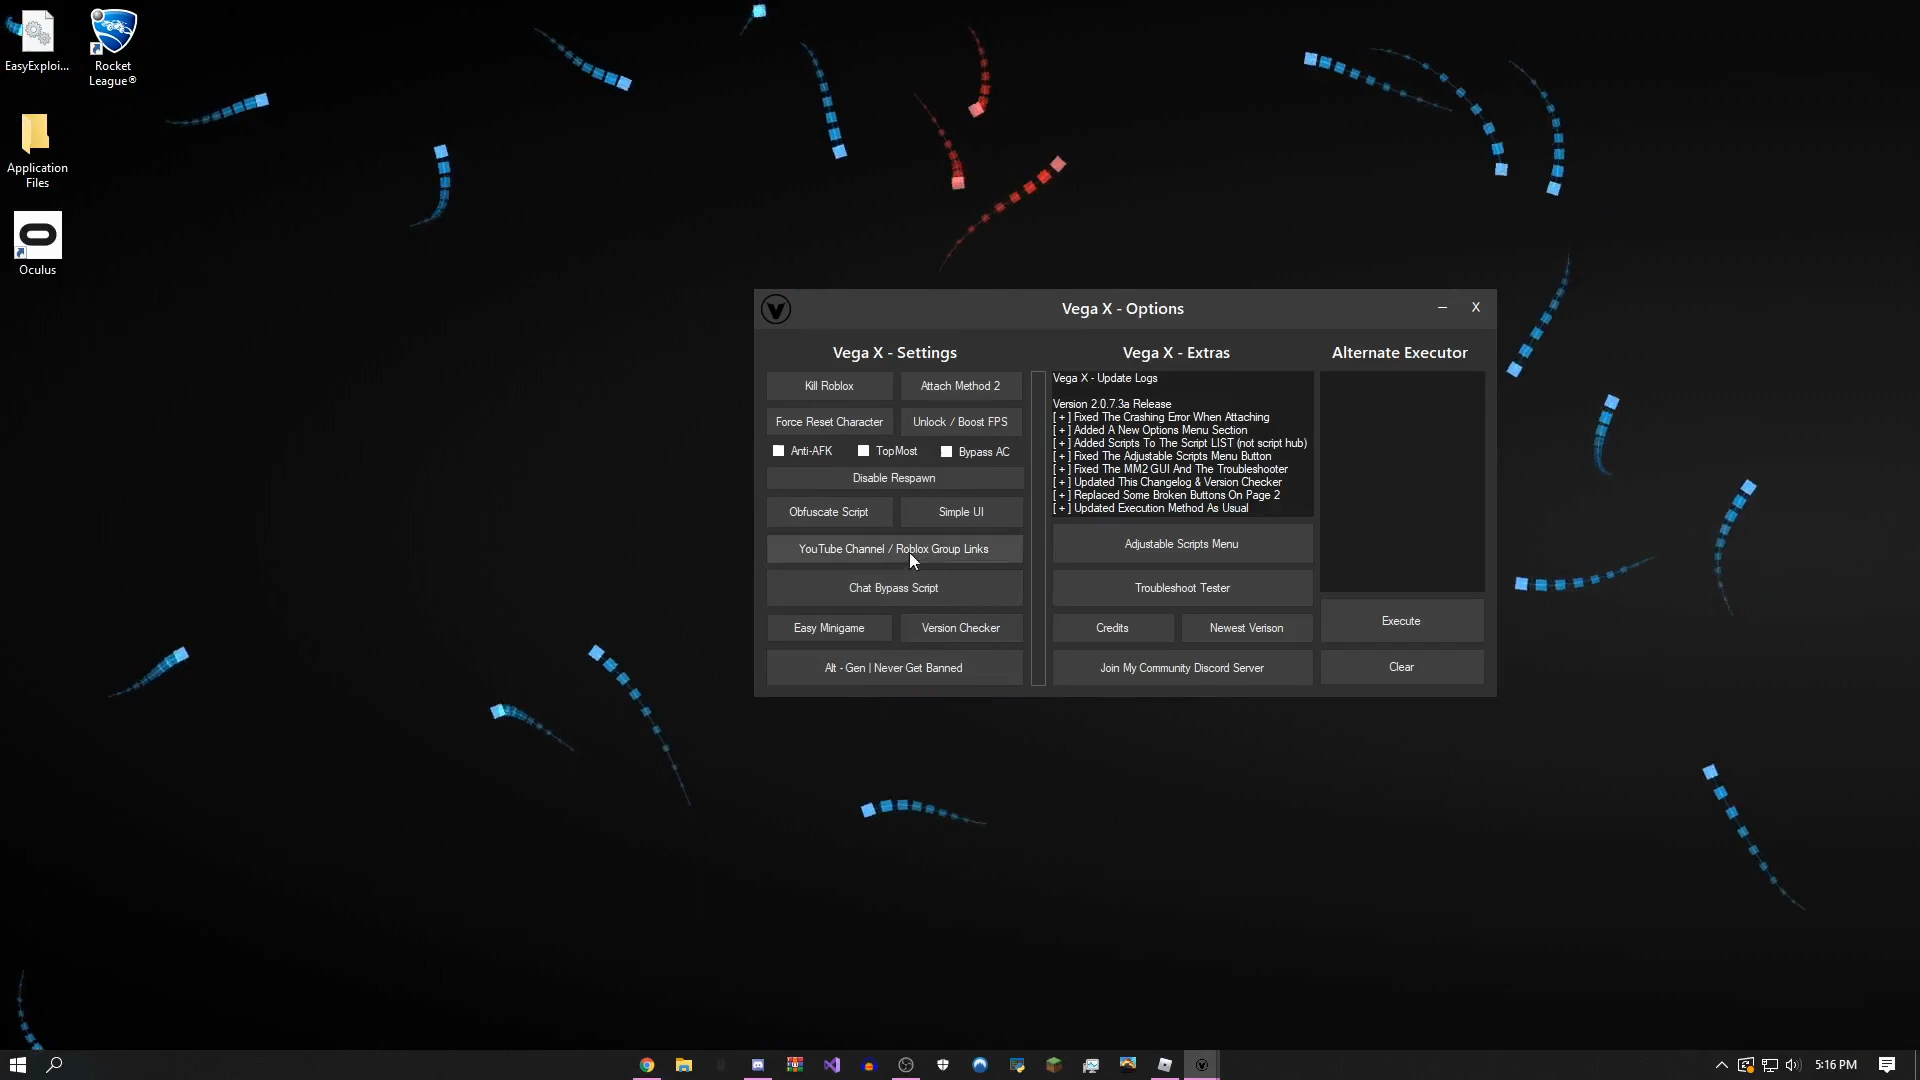 EasyExploi...
Rocket
League®
Application
Files
Oculus
V
Vega X - Options
X
Vega X - Settings
Kill Roblox
Attach Method 2
Force Reset Character
Unlock / Boost FPS
Anti-AFK
TopMost
Bypass AC
Disable Respawn
Obfuscate Script
Simple UI
YouTube Channel / Roblox Group Links
Chat Bypass Script
Easy Minigame
Version Checker
Alt - Gen | Never Get Banned
Vega X - Extras
Vega X - Update Logs
Version 2.0.7.3a Release
[ + ] Fixed The Crashing Error When Attaching
[ + ] Added A New Options Menu Section
[ + ] Added Scripts To The Script LIST (not script hub)
[ + ] Fixed The Adjustable Scripts Menu Button
[ + ] Fixed The MM2 GUI And The Troubleshooter
[ + ] Updated This Changelog & Version Checker
[ + ] Replaced Some Broken Buttons On Page 2
[ + ] Updated Execution Method As Usual
Adjustable Scripts Menu
Troubleshoot Tester
Credits
Newest Verison
Join My Community Discord Server
Alternate Executor
Execute
Clear
5:16 PM